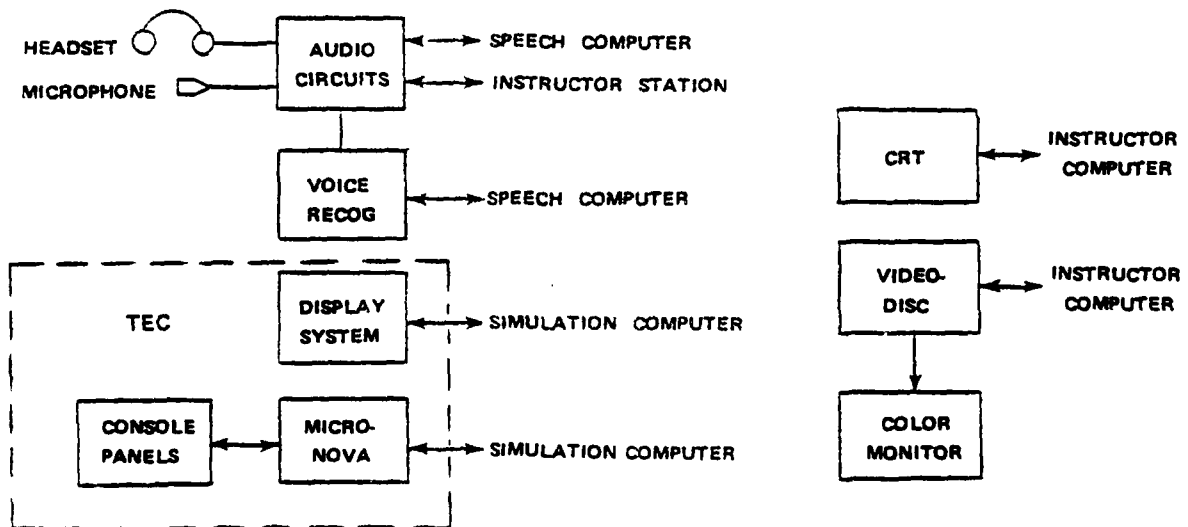 HEADSET
MICROPHONE
AUDIO
CIRCUITS
SPEECH COMPUTER
INSTRUCTOR STATION
VOICE
RECOG
SPEECH COMPUTER
TEC
DISPLAY
SYSTEM
SIMULATION COMPUTER
CONSOLE
PANELS
MICRO-
NOVA
SIMULATION COMPUTER
CRT
INSTRUCTOR
COMPUTER
VIDEO-
DISC
INSTRUCTOR
COMPUTER
COLOR
MONITOR